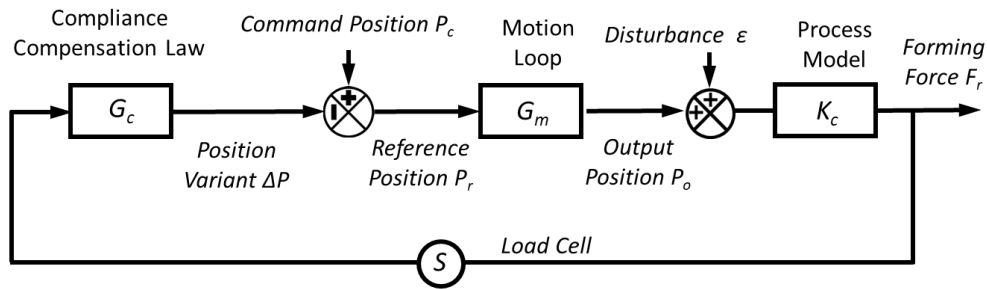 Compliance
Compensation Law
Command Position Pc
Motion
Loop
Disturbance ε
Process
Model
Forming
Force Fr
Gc
Gm
Kc
Position
Variant ΔP
Reference
Position Pr
Output
Position Po
Load Cell
S